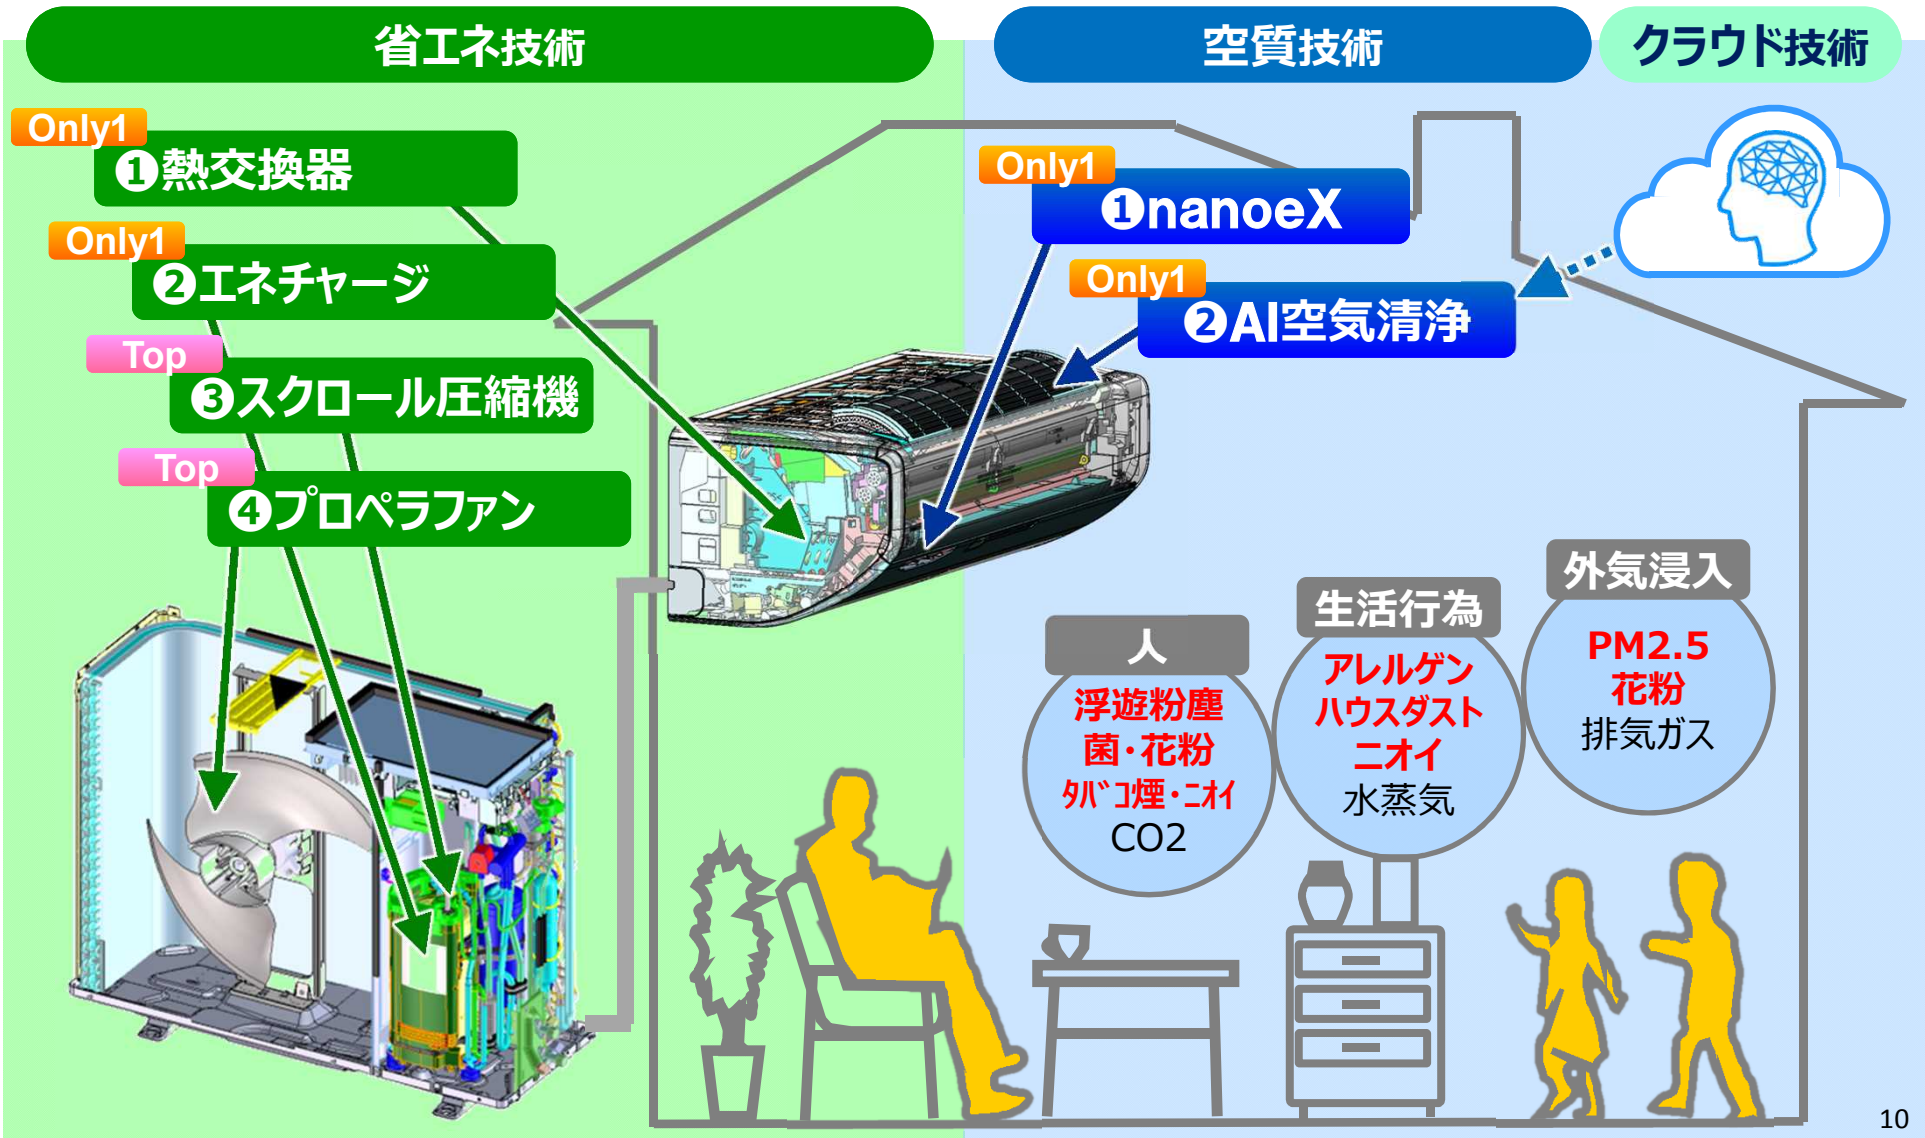 省エネ技術
空質技術
クラウド技術
Only1
❶熱交換器
Only1
❷エネチャージ
Top
❸スクロール圧縮機
Top
❹プロペラファン
Only1
❶nanoeX
Only1
❷AI空気清浄
人
浮遊粉塵
菌・花粉
ﾀﾊﾞｺ煙・ﾆｵｲ
CO2
生活行為
アレルゲン
ハウスダスト
ニオイ
水蒸気
外気浸入
PM2.5
花粉
排気ガス
10